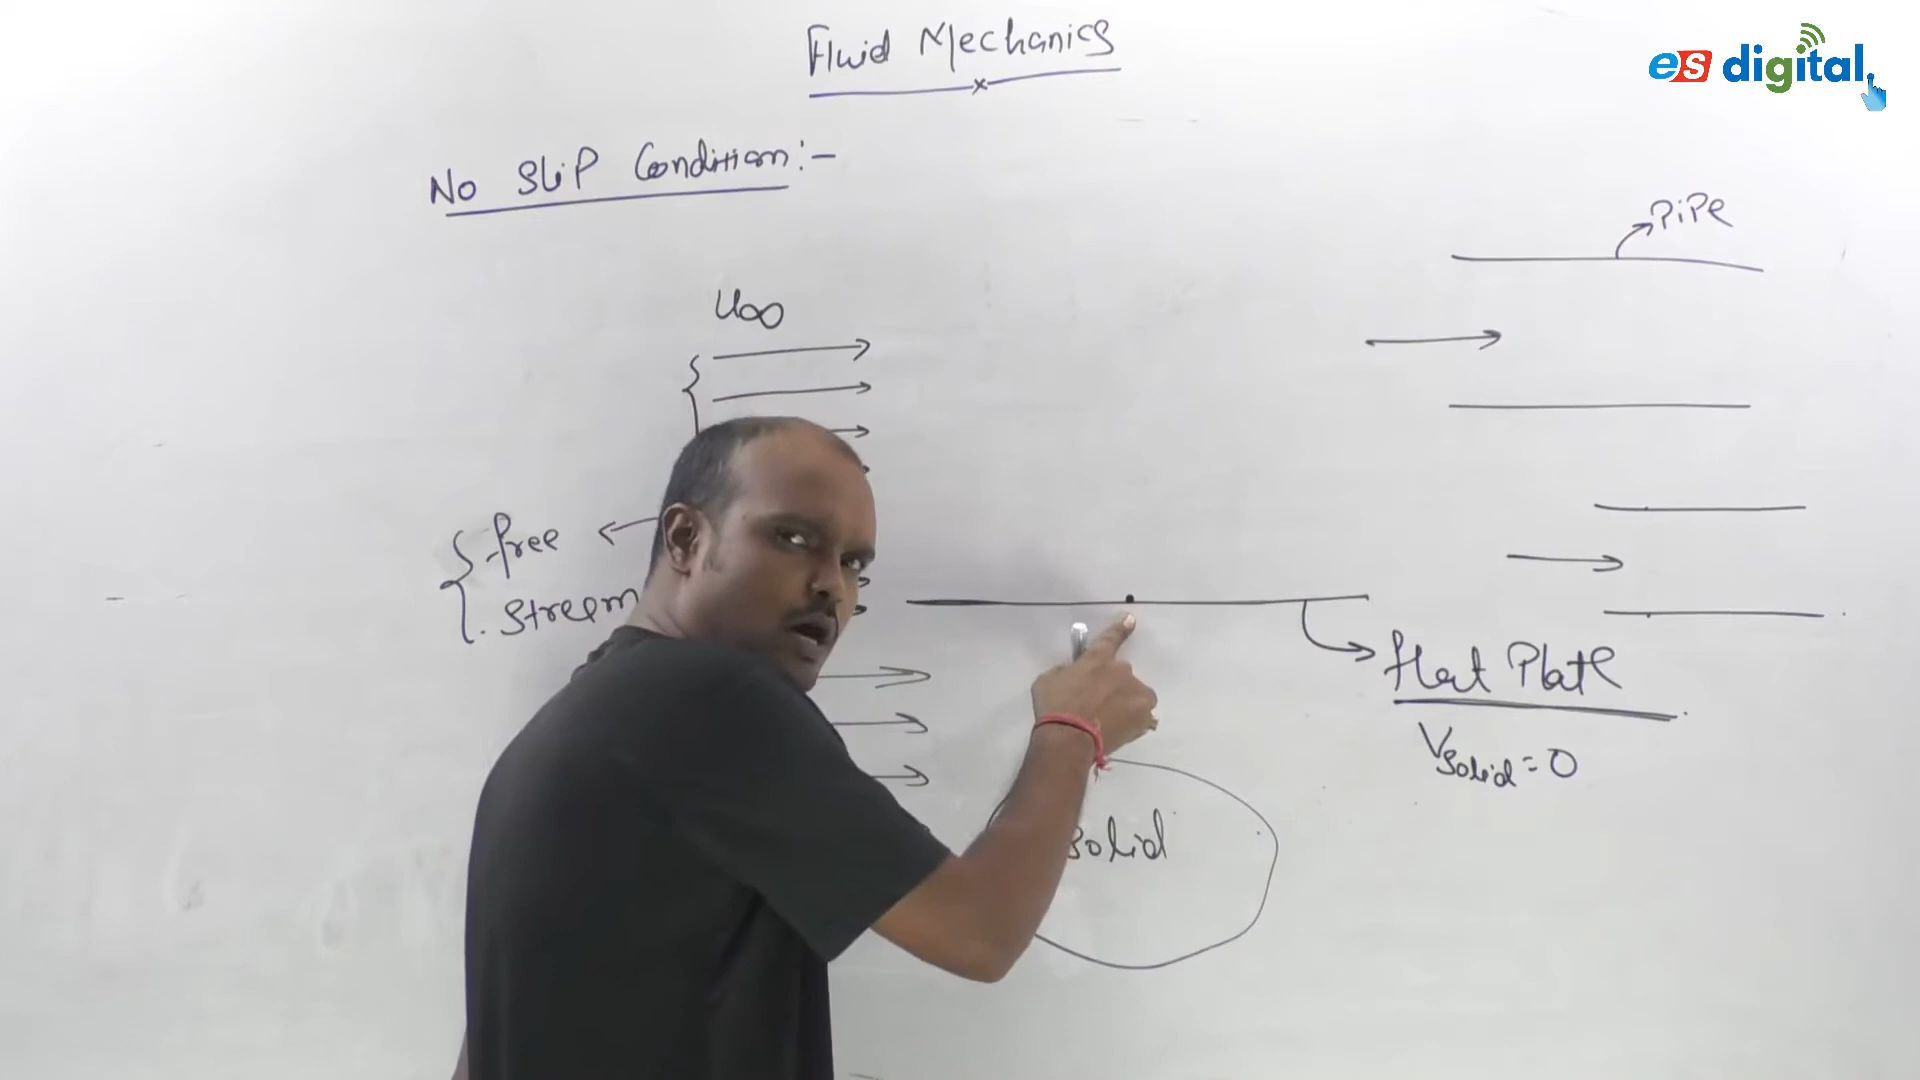 Fluid Mechanics
es digital
No Slip Condition:-
PiPe
U∞
free
Stream
flat Plate
Vsolid = 0
Solid